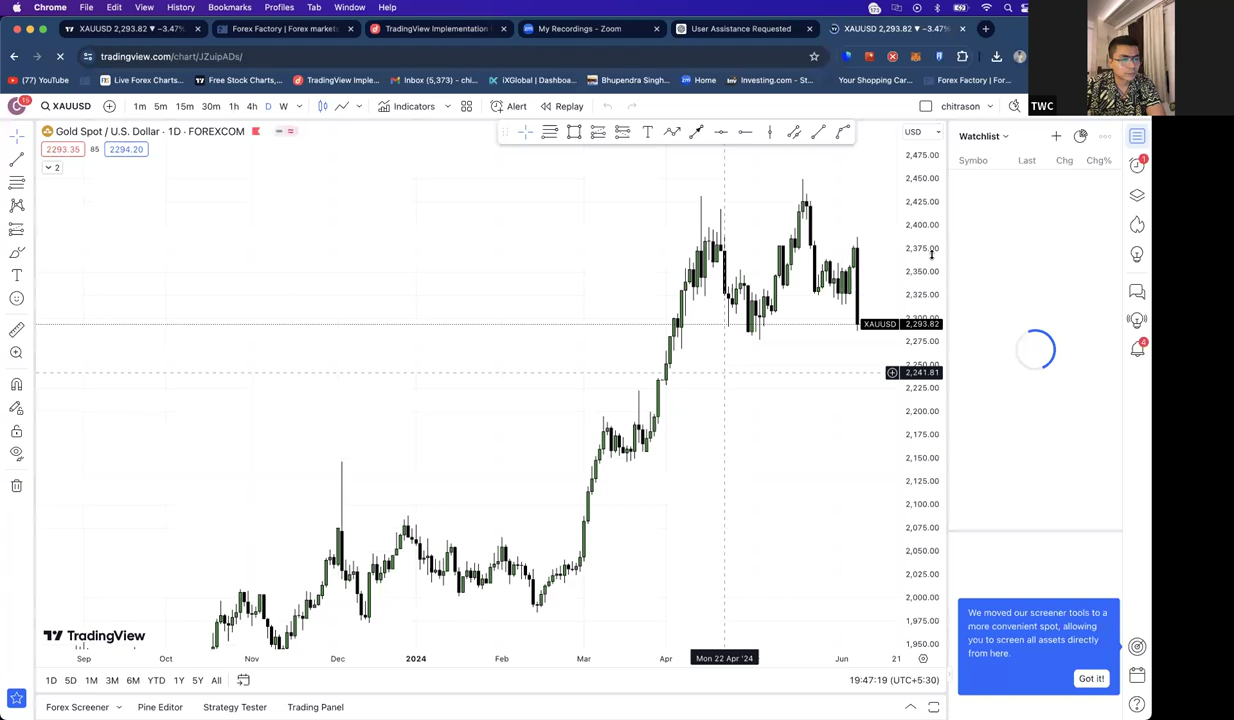 Chrome File Edit View History Bookmarks Profiles Tab Window Help
XAUUSD 2,293.82 ▼ −3.47% Forex Factory | Forex market TradingView Implementation My Recordings - Zoom User Assistance Requested XAUUSD 2,293.82 ▼ −3.47%
tradingview.com/chart/JZuipADs/
(77) YouTube Live Forex Charts,... Free Stock Charts,... TradingView Imple... Inbox (5,373) - chi... iXGlobal | Dashboa... Bhupendra Singh... Home Investing.com - St... Your Shopping Car... Forex Factory | For...
15 XAUUSD 1m 5m 15m 30m 1h 4h D W Indicators Alert Replay chitrason
TWC
Gold Spot / U.S. Dollar · 1D · FOREXCOM
2293.35 85 2294.20
2
USD
Watchlist
Symbo Last Chg Chg%
1
4
2,475.00
2,450.00
2,425.00
2,400.00
2,375.00
2,350.00
2,325.00
2,300.00
XAUUSD 2,293.82
2,275.00
2,250.00
2,241.81
2,225.00
2,200.00
2,175.00
2,150.00
2,125.00
2,100.00
2,075.00
2,050.00
2,025.00
2,000.00
1,975.00
1,950.00
We moved our screener tools to a
more convenient spot, allowing
you to screen all assets directly
from here.
Got it!
TradingView
Sep Oct Nov Dec 2024 Feb Mar Apr Mon 22 Apr '24 Jun 21
1D 5D 1M 3M 6M YTD 1Y 5Y All 19:47:19 (UTC+5:30)
Forex Screener Pine Editor Strategy Tester Trading Panel